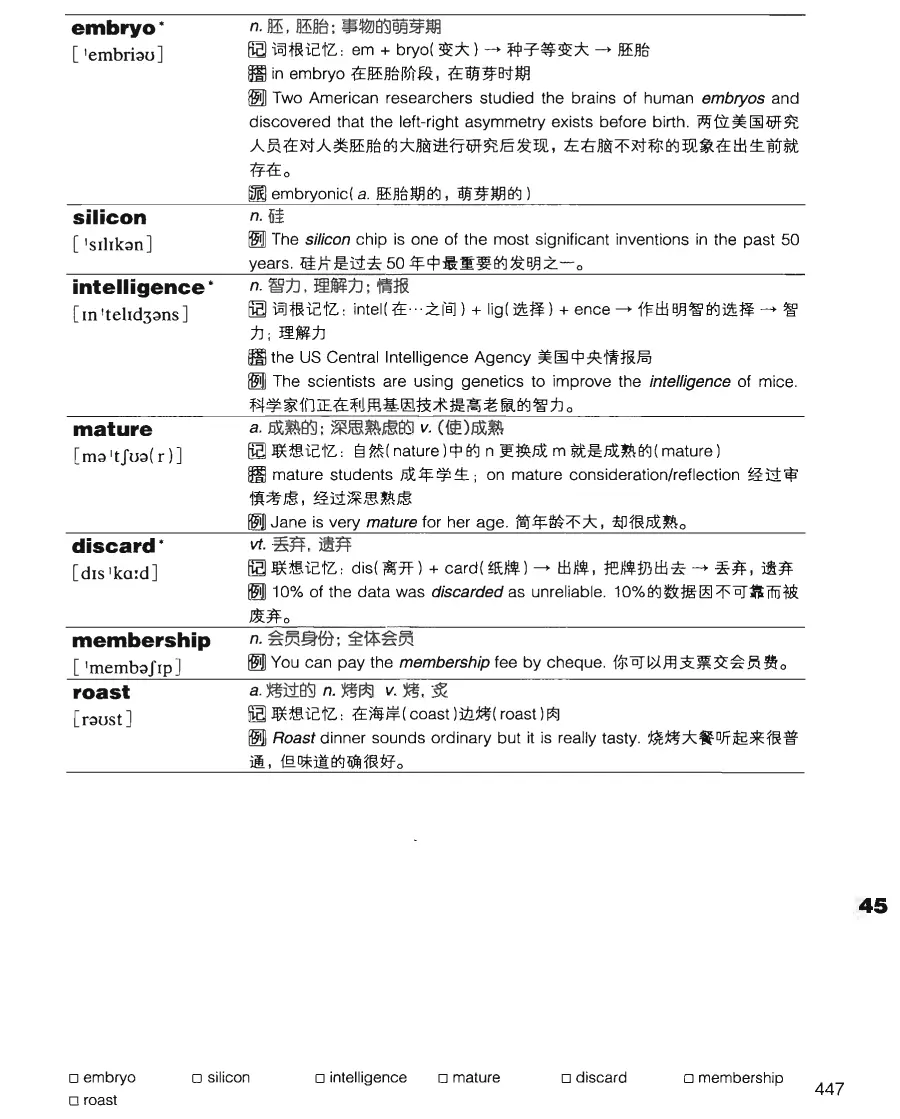 embryo* n. 胚, 胚胎; 事物的萌芽期
[ˈembriəʊ] 记 词根记忆: em + bryo(变大) → 种子等变大 → 胚胎
搭 in embryo 在胚胎阶段, 在萌芽时期
例 Two American researchers studied the brains of human embryos and
discovered that the left-right asymmetry exists before birth. 两位美国研究
人员在对人类胚胎的大脑进行研究后发现, 左右脑不对称的现象在出生前就
存在。
派 embryonic(a. 胚胎期的, 萌芽期的)
silicon n. 硅
[ˈsɪlɪkən] 例 The silicon chip is one of the most significant inventions in the past 50
years. 硅片是过去 50 年中最重要的发明之一。
intelligence* n. 智力, 理解力; 情报
[ɪnˈtelɪdʒəns] 记 词根记忆: intel(在…之间) + lig(选择) + ence → 作出明智的选择 → 智
力; 理解力
搭 the US Central Intelligence Agency 美国中央情报局
例 The scientists are using genetics to improve the intelligence of mice.
科学家们正在利用基因技术提高老鼠的智力。
mature a. 成熟的; 深思熟虑的 v. (使)成熟
[məˈtʃʊə(r)] 记 联想记忆: 自然(nature)中的 n 更换成 m 就是成熟的(mature)
搭 mature students 成年学生; on mature consideration/reflection 经过审
慎考虑, 经过深思熟虑
例 Jane is very mature for her age. 简年龄不大, 却很成熟。
discard* vt. 丢弃, 遗弃
[dɪsˈkɑːd] 记 联想记忆: dis(离开) + card(纸牌) → 出牌, 把牌扔出去 → 丢弃, 遗弃
例 10% of the data was discarded as unreliable. 10%的数据因不可靠而被
废弃。
membership n. 会员身份; 全体会员
[ˈmembəʃɪp] 例 You can pay the membership fee by cheque. 你可以用支票交会员费。
roast a. 烤过的 n. 烤肉 v. 烤, 炙
[rəʊst] 记 联想记忆: 在海岸(coast)边烤(roast)肉
例 Roast dinner sounds ordinary but it is really tasty. 烧烤大餐听起来很普
通, 但味道的确很好。
45
□ embryo □ silicon □ intelligence □ mature □ discard □ membership
□ roast
447